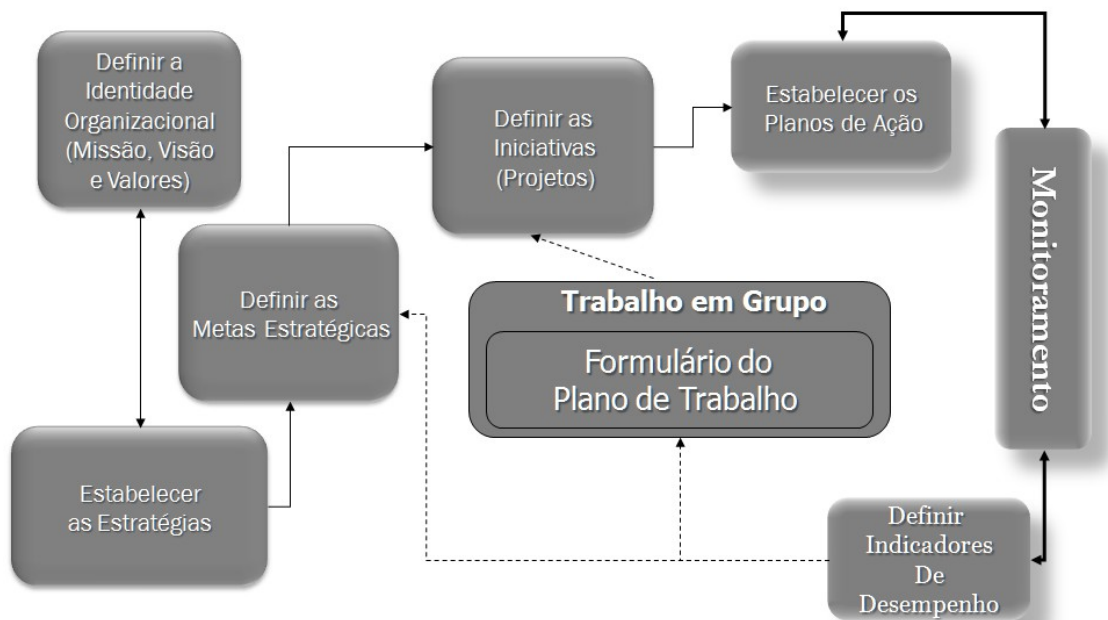 Definir a
Identidade
Organizacional
(Missão, Visão
e Valores)
Estabelecer
as Estratégias
Definir as
Metas Estratégicas
Definir as
Iniciativas
(Projetos)
Estabelecer os
Planos de Ação
Trabalho em Grupo
Formulário do
Plano de Trabalho
Monitoramento
Definir
Indicadores
De
Desempenho